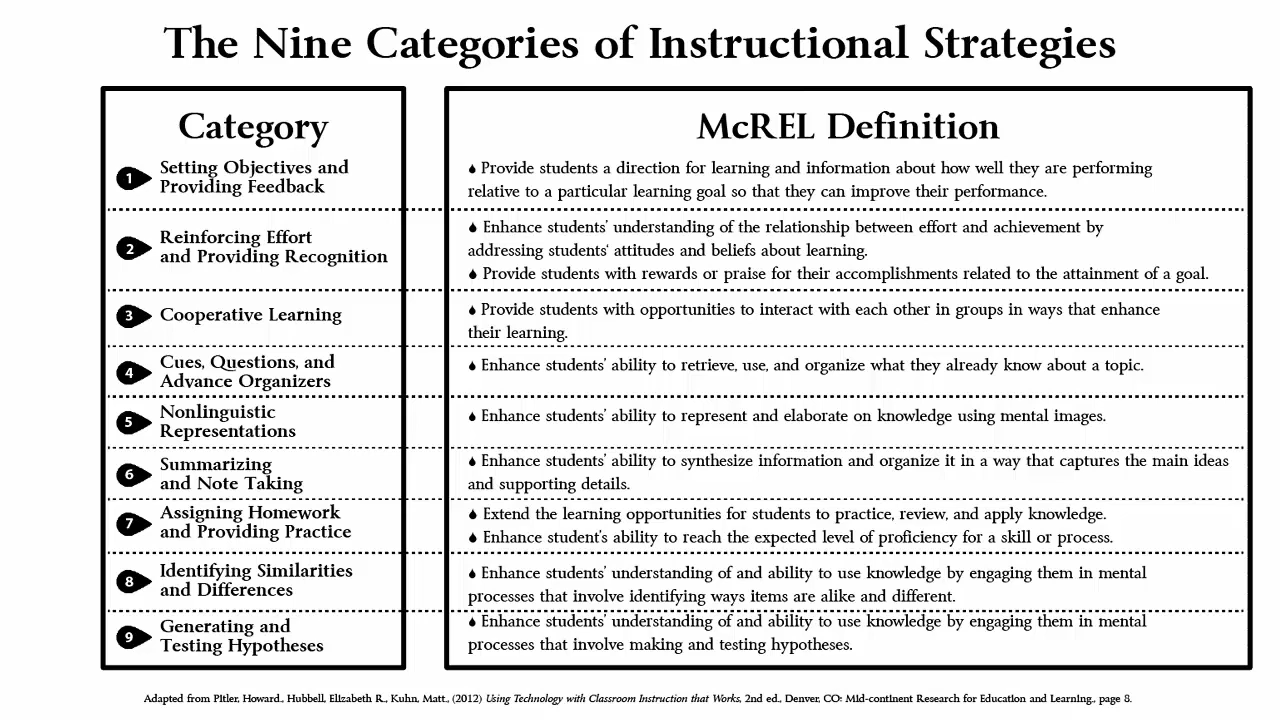 The Nine Categories of Instructional Strategies
Category
McREL Definition
1
Setting Objectives and
Providing Feedback
Provide students a direction for learning and information about how well they are performing
relative to a particular learning goal so that they can improve their performance.
2
Reinforcing Effort
and Providing Recognition
Enhance students' understanding of the relationship between effort and achievement by
addressing students' attitudes and beliefs about learning.
Provide students with rewards or praise for their accomplishments related to the attainment of a goal.
3
Cooperative Learning
Provide students with opportunities to interact with each other in groups in ways that enhance
their learning.
4
Cues, Questions, and
Advance Organizers
Enhance students' ability to retrieve, use, and organize what they already know about a topic.
5
Nonlinguistic
Representations
Enhance students' ability to represent and elaborate on knowledge using mental images.
6
Summarizing
and Note Taking
Enhance students' ability to synthesize information and organize it in a way that captures the main ideas
and supporting details.
7
Assigning Homework
and Providing Practice
Extend the learning opportunities for students to practice, review, and apply knowledge.
Enhance student's ability to reach the expected level of proficiency for a skill or process.
8
Identifying Similarities
and Differences
Enhance students' understanding of and ability to use knowledge by engaging them in mental
processes that involve identifying ways items are alike and different.
9
Generating and
Testing Hypotheses
Enhance students' understanding of and ability to use knowledge by engaging them in mental
processes that involve making and testing hypotheses.
Adapted from Pitler, Howard., Hubbell, Elizabeth R., Kuhn, Matt., (2012) Using Technology with Classroom Instruction that Works, 2nd ed., Denver, CO: Mid-continent Research for Education and Learning., page 8.